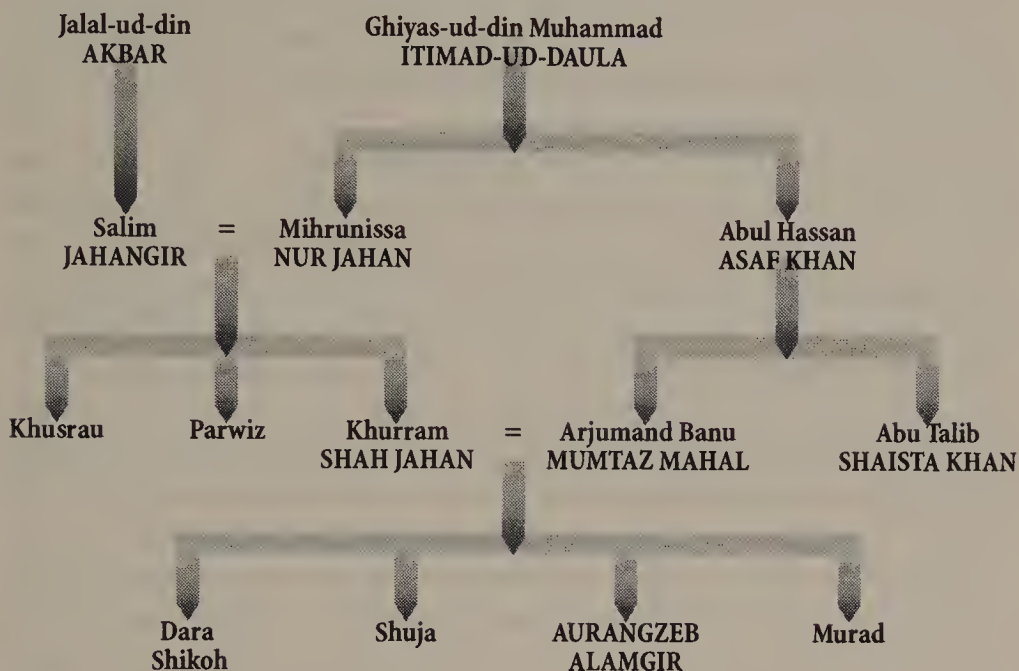 Jalal-ud-din
AKBAR
Ghiyas-ud-din Muhammad
ITIMAD-UD-DAULA
Salim
JAHANGIR
=
Mihrunissa
NUR JAHAN
Abul Hassan
ASAF KHAN
Khusrau
Parwiz
Khurram
SHAH JAHAN
=
Arjumand Banu
MUMTAZ MAHAL
Abu Talib
SHAISTA KHAN
Dara
Shikoh
Shuja
AURANGZEB
ALAMGIR
Murad